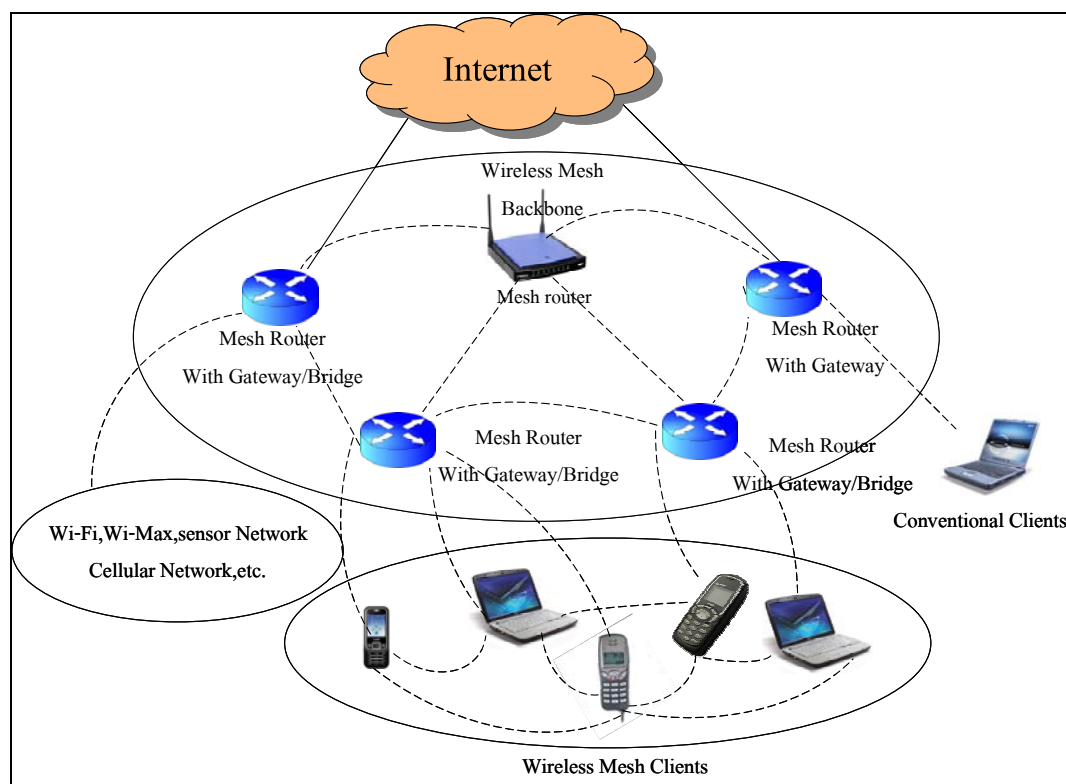 Internet
Wireless Mesh
Backbone
Mesh router
Mesh Router
With Gateway/Bridge
Mesh Router
With Gateway
Mesh Router
With Gateway/Bridge
Mesh Router
With Gateway/Bridge
Conventional Clients
Wi-Fi,Wi-Max,sensor Network
Cellular Network,etc.
Wireless Mesh Clients